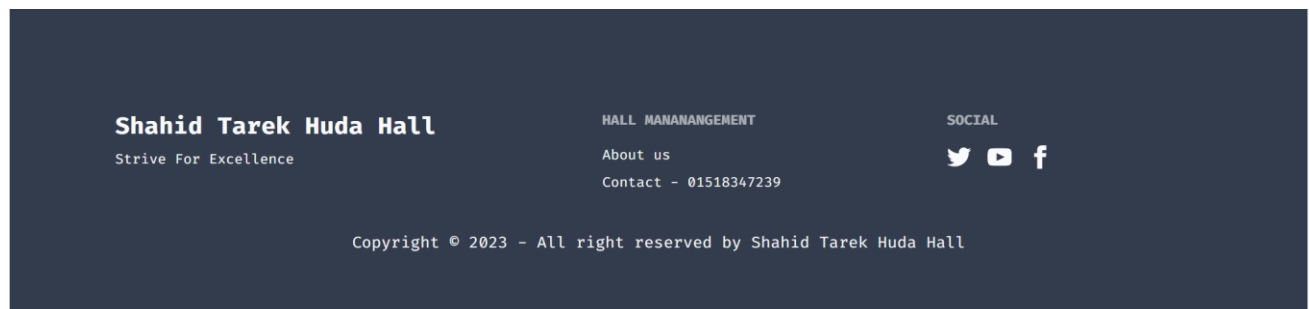 Shahid Tarek Huda Hall
Strive For Excellence
HALL MANANANGEMENT
About us
Contact - 01518347239
SOCIAL
Copyright © 2023 - All right reserved by Shahid Tarek Huda Hall